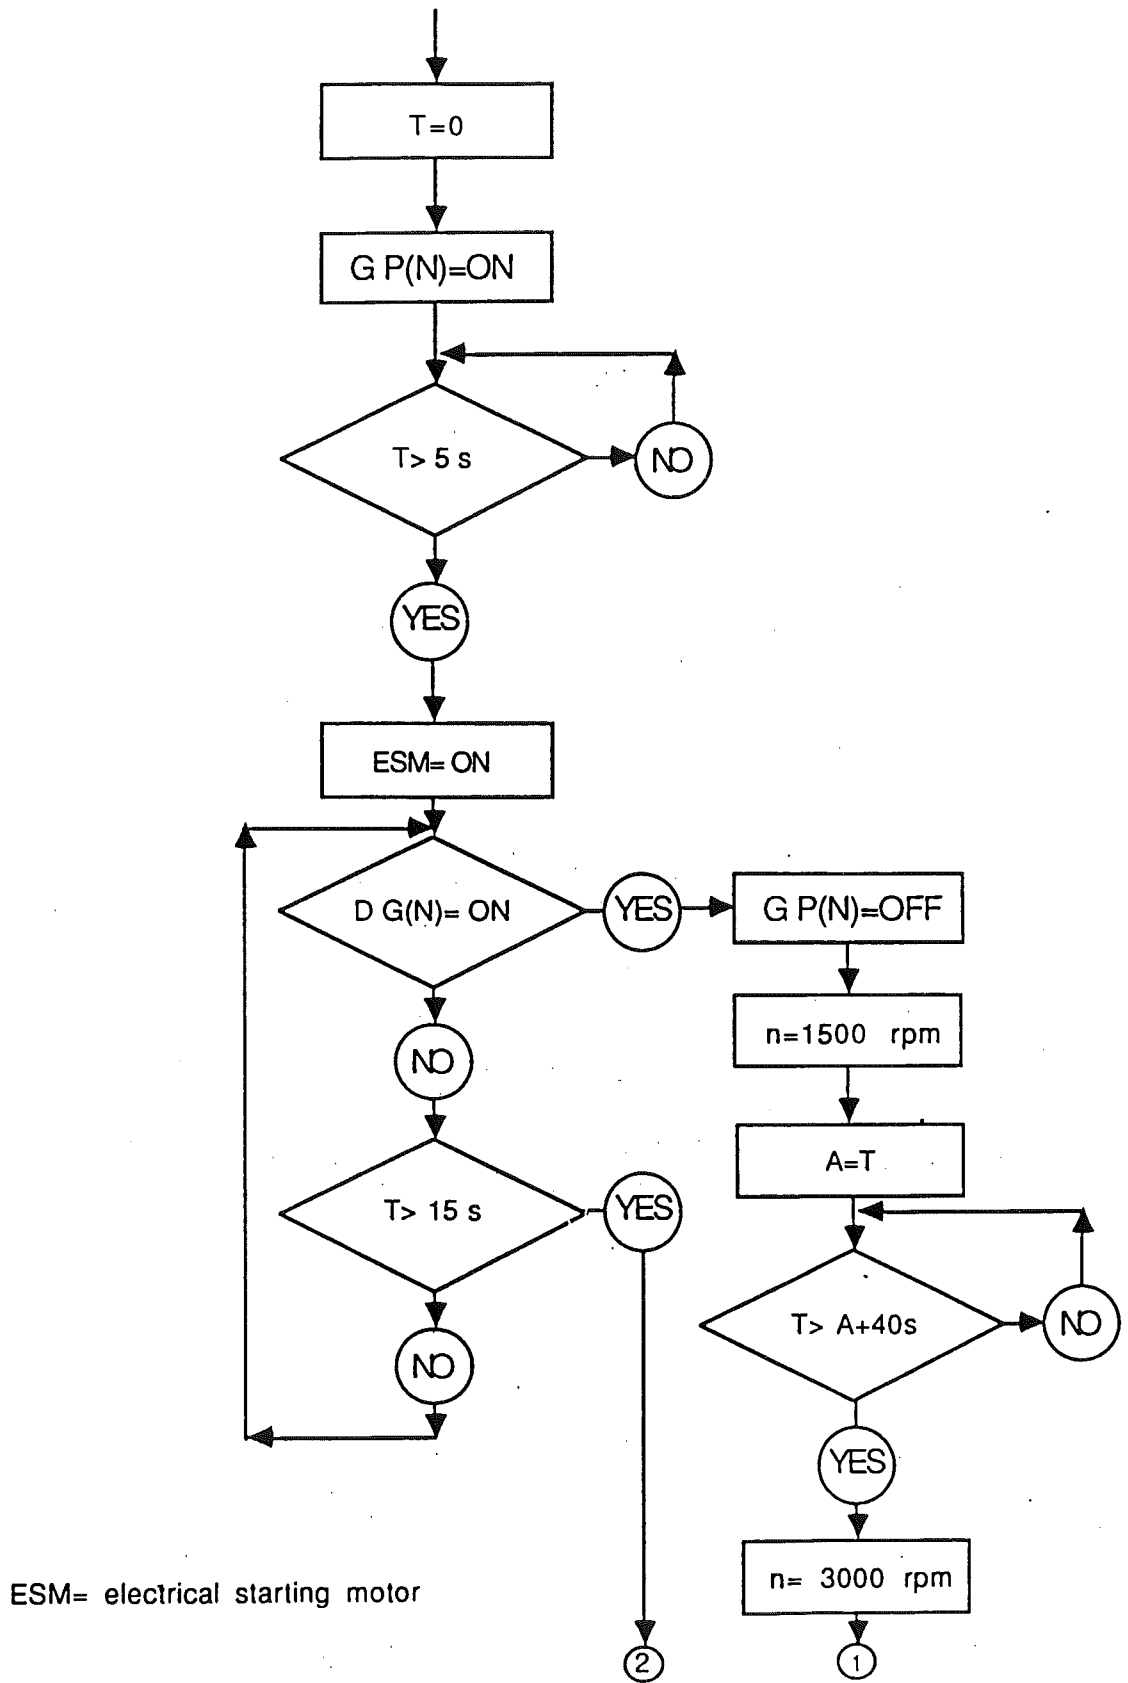 T=0
G P(N)=ON
T> 5 s
NO
YES
ESM= ON
D G(N)= ON
YES
G P(N)=OFF
NO
n=1500 rpm
A=T
T> 15 s
YES
T> A+40s
NO
NO
YES
n= 3000 rpm
ESM= electrical starting motor
2
1